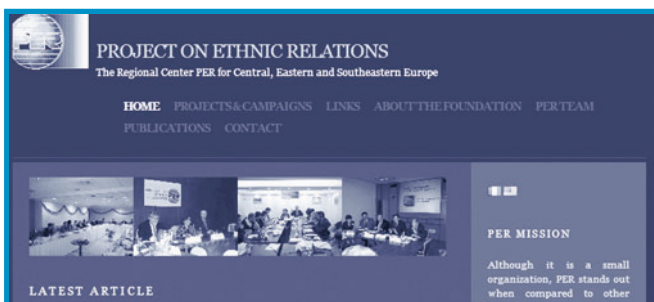 PER
PROJECT ON ETHNIC RELATIONS
The Regional Center PER for Central, Eastern and Southeastern Europe
HOME PROJECTS & CAMPAIGNS LINKS ABOUT THE FOUNDATION PER TEAM
PUBLICATIONS CONTACT
LATEST ARTICLE
PER MISSION
Although it is a small
organization, PER stands out
when compared to other